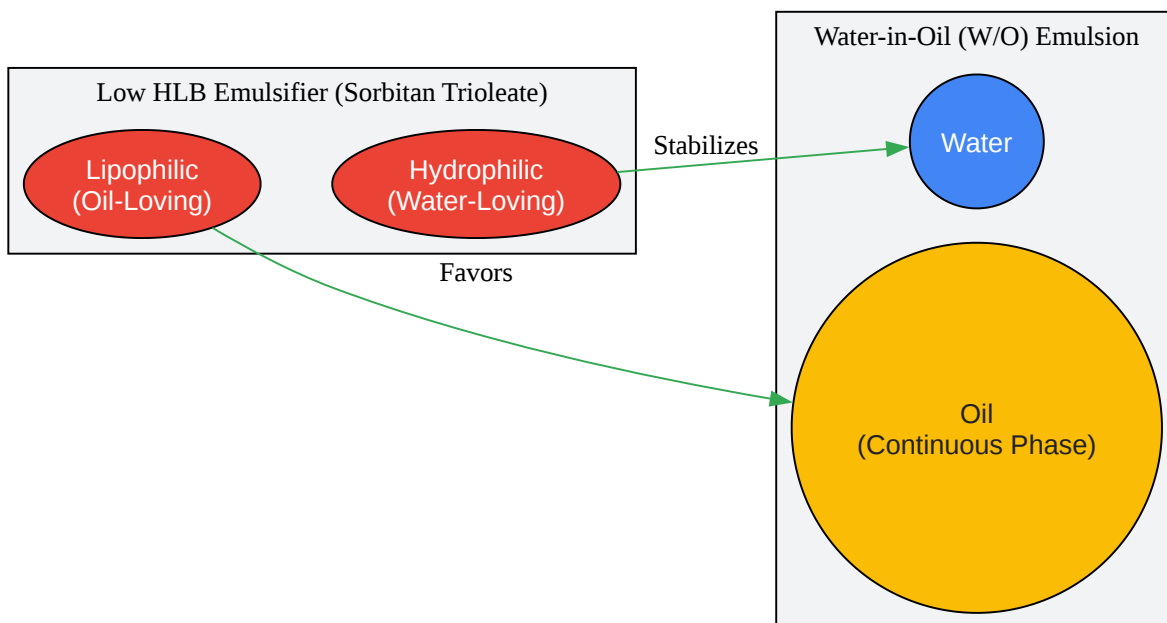 Water-in-Oil (W/O) Emulsion
Low HLB Emulsifier (Sorbitan Trioleate)
Lipophilic
(Oil-Loving)
Hydrophilic
(Water-Loving)
Stabilizes
Water
Favors
Oil
(Continuous Phase)